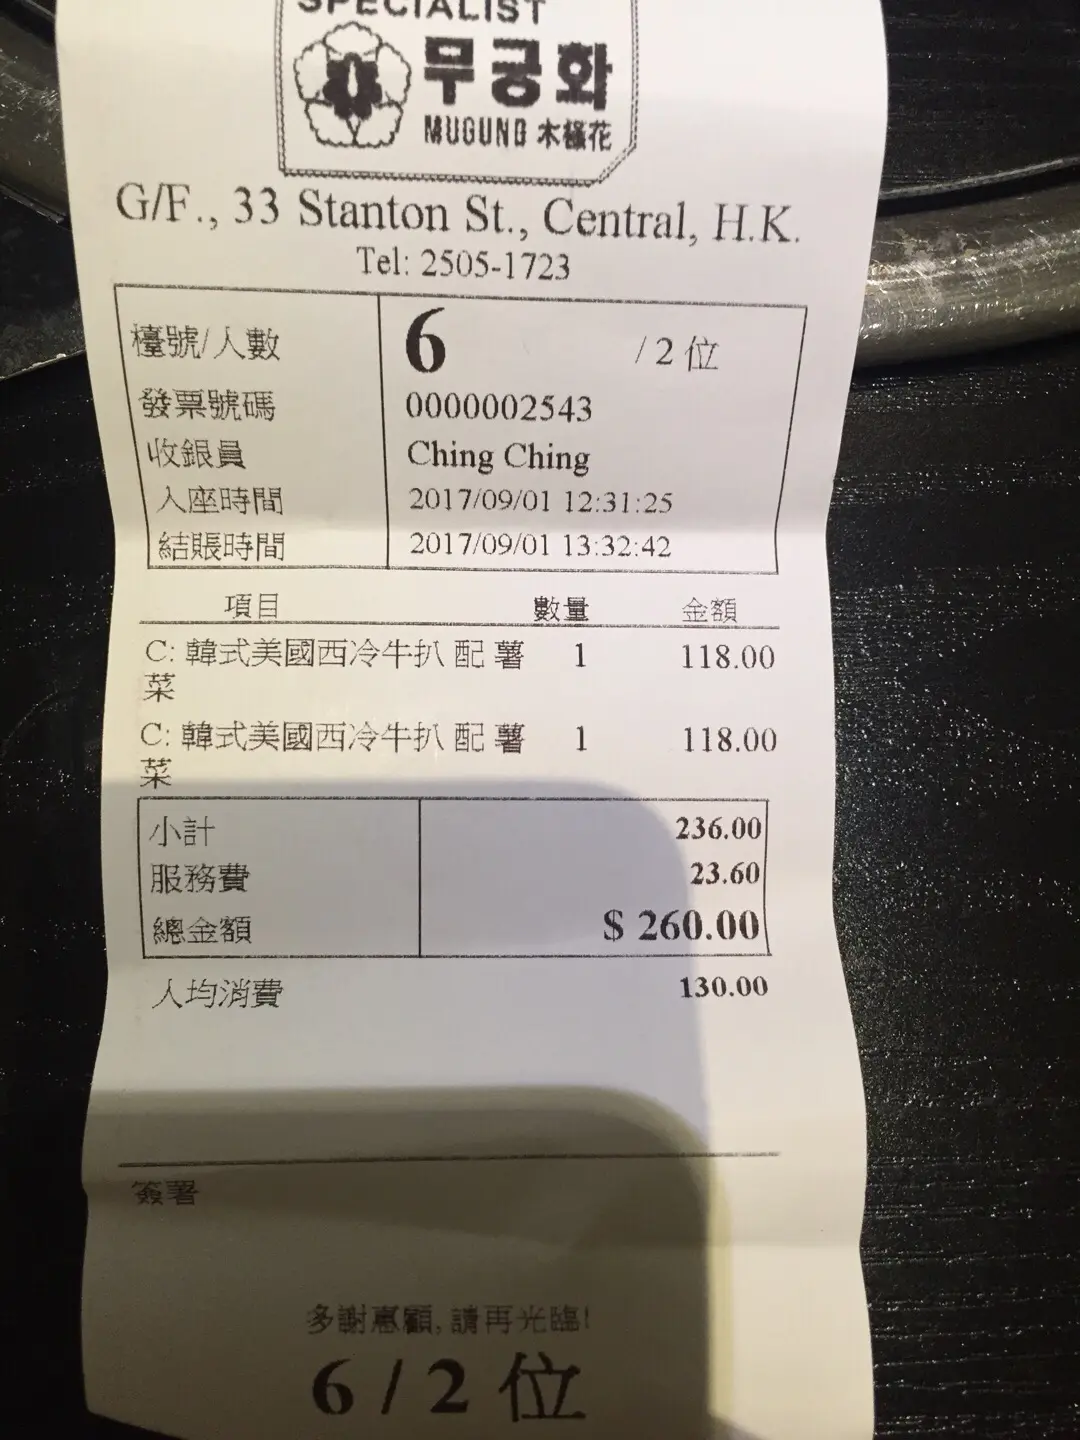 SPECIALIST
무궁화
MUGUNG 木槿花
G/F., 33 Stanton St., Central, H.K.
Tel: 2505-1723
檯號/人數 6 / 2 位
發票號碼 0000002543
收銀員 Ching Ching
入座時間 2017/09/01 12:31:25
結賬時間 2017/09/01 13:32:42
項目 數量 金額
C: 韓式美國西冷牛扒 配 薯 1 118.00
菜
C: 韓式美國西冷牛扒 配 薯 1 118.00
菜
小計 236.00
服務費 23.60
總金額 $ 260.00
人均消費 130.00
簽署
多謝惠顧, 請再光臨!
6 / 2 位